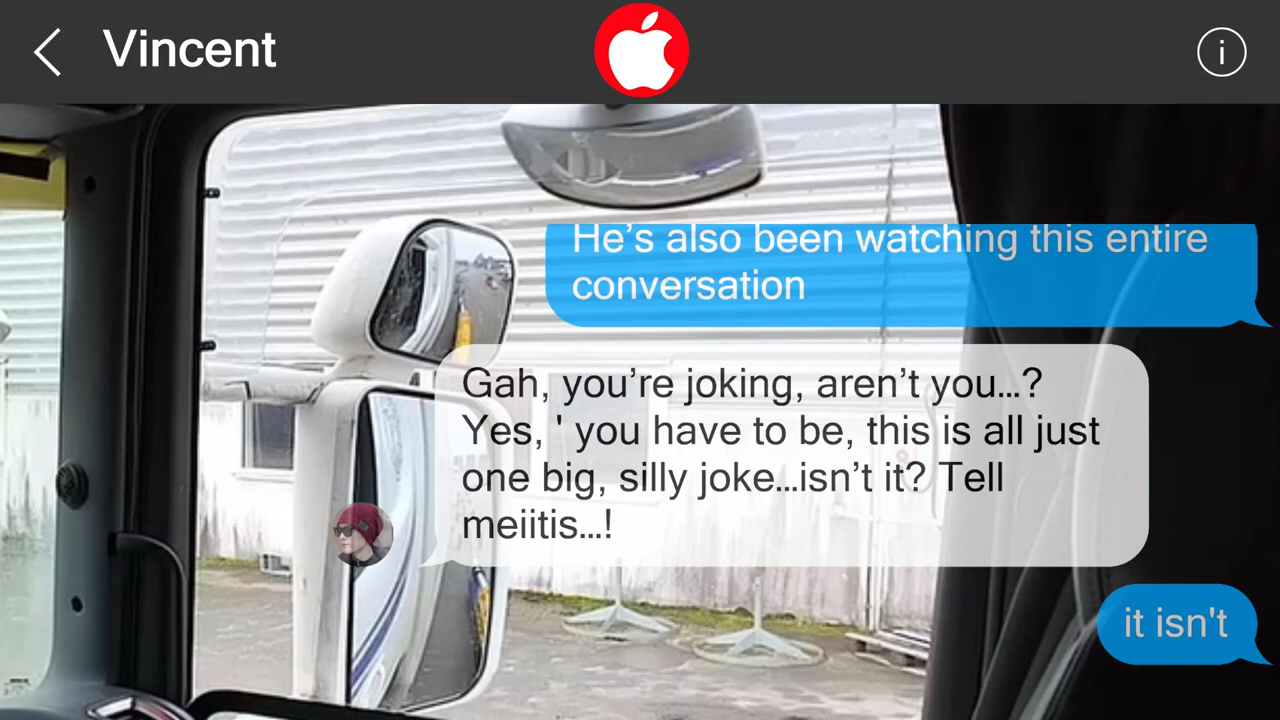 Vincent
i
He’s also been watching this entire
conversation
Gah, you’re joking, aren’t you…?
Yes, ' you have to be, this is all just
one big, silly joke…isn’t it? Tell
meiitis…!
it isn't